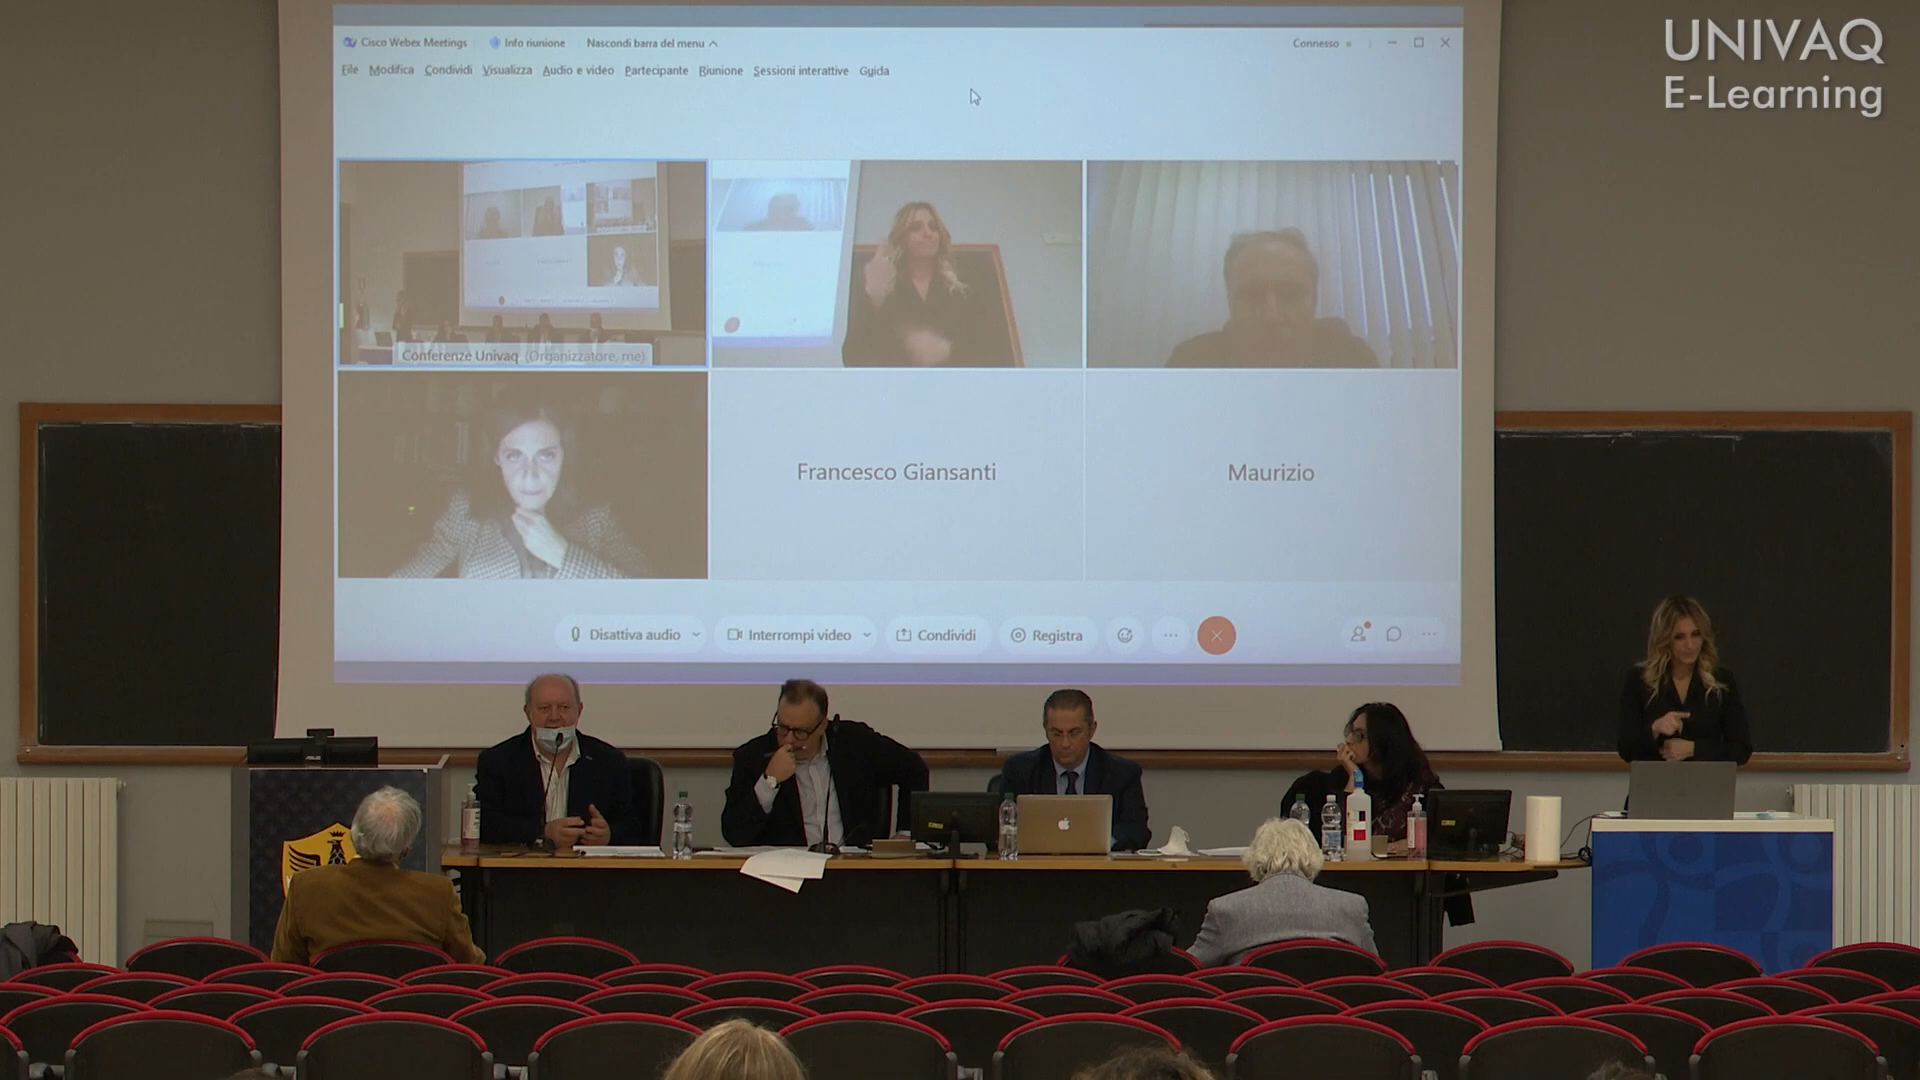 Cisco Webex Meetings
Info riunione
Nascondi barra del menu
Connesso
File Modifica Condividi Visualizza Audio e video Partecipante Riunione Sessioni interattive Guida
UNIVAQ
E-Learning
Conferenze Univaq (Organizzatore, me)
Francesco Giansanti
Maurizio
Disattiva audio
Interrompi video
Condividi
Registra